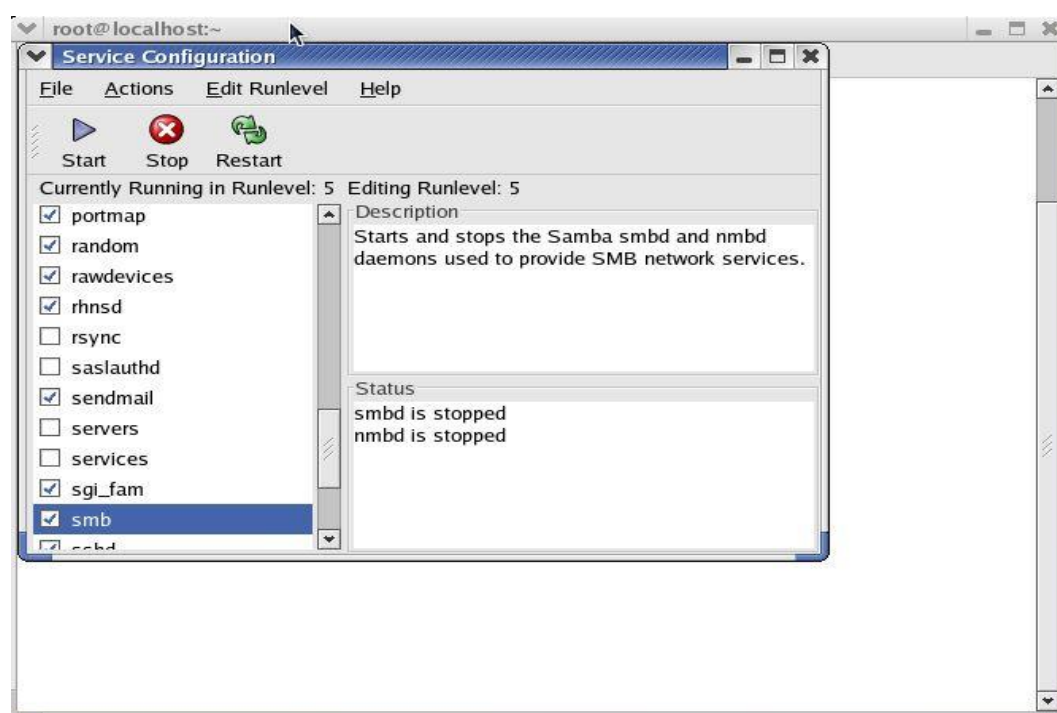 root@localhost:~
Service Configuration
File Actions Edit Runlevel Help
Start Stop Restart
Currently Running in Runlevel: 5 Editing Runlevel: 5
portmap
random
rawdevices
rhnsd
rsync
saslauthd
sendmail
servers
services
sgi_fam
smb
sshd
Description
Starts and stops the Samba smbd and nmbd
daemons used to provide SMB network services.
Status
smbd is stopped
nmbd is stopped